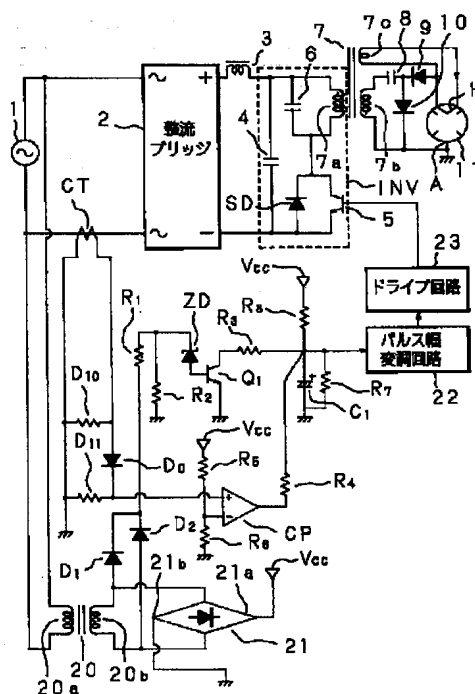 7
7c
8
9
10
3
6
1
2
+
整流
ブリッジ
4
7a
7b
K
A
11
INV
CT
SD
5
−
23
ドライブ回路
Vcc
R8
R1
ZD
R3
パルス幅
変調回路
22
R2
Q1
+
C1
R7
D10
Vcc
R5
R4
D11
D0
+
−
CP
D2
R6
D1
21b
21a
Vcc
21
20a
20
20b